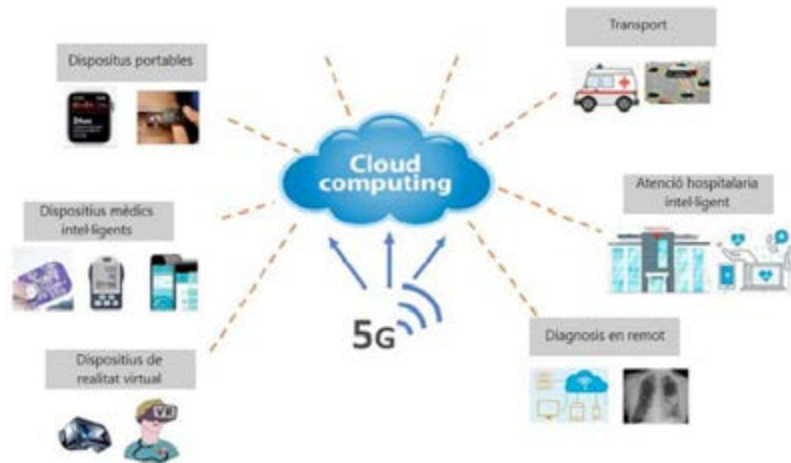 Dispositus portables
Transport
Cloud
computing
Dispositius mèdics
intel·ligents
Atenció hospitalaria
intel·ligent
5G
Dispositius de
realitat virtual
VR
Diagnosis en remot